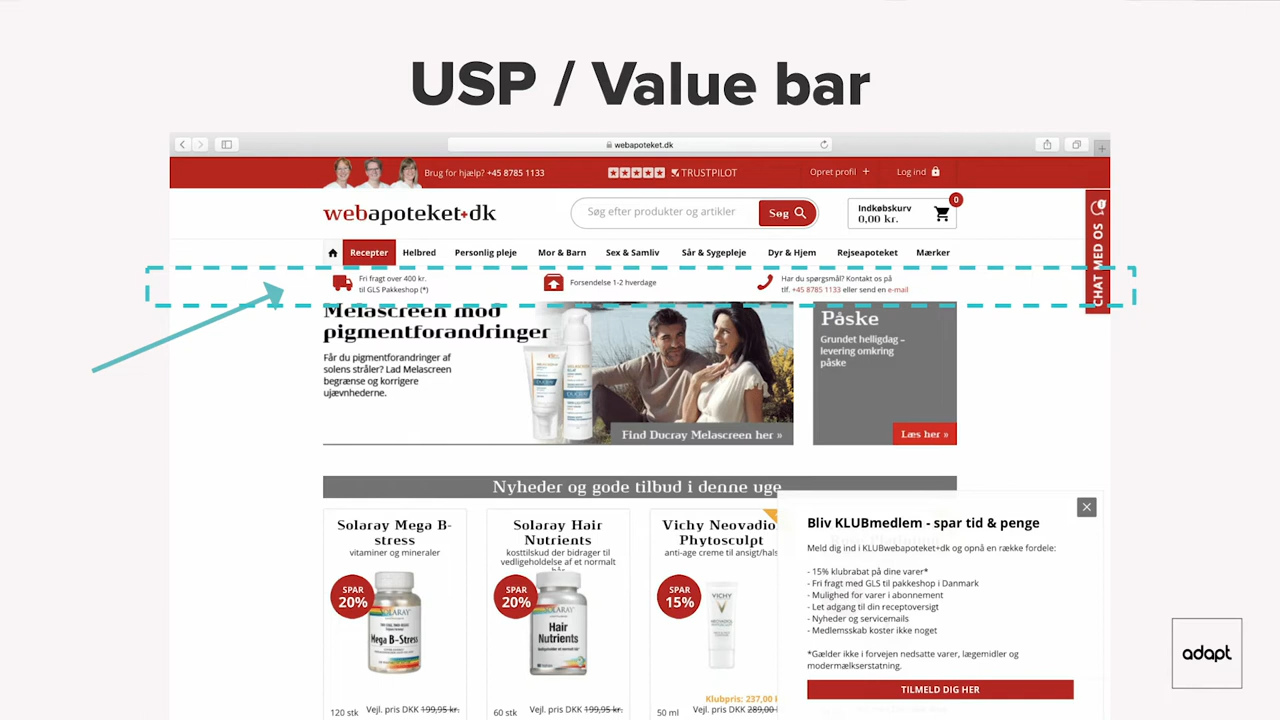 USP / Value bar
webapoteket.dk
Brug for hjælp? +45 8785 1133
TRUSTPILOT
Opret profil +
Log ind
webapoteket+dk
Søg efter produkter og artikler
Søg
Indkøbskurv
0,00 kr.
0
CHAT MED OS
Recepter
Helbred
Personlig pleje
Mor & Barn
Sex & Samliv
Sår & Sygepleje
Dyr & Hjem
Rejseapoteket
Mærker
Fri fragt over 400 kr.
til GLS Pakkeshop (*)
Forsendelse 1-2 hverdage
Har du spørgsmål? Kontakt os på
tlf. +45 8785 1133 eller send en e-mail
Melascreen mod
pigmentforandringer
Får du pigmentforandringer af
solens stråler? Lad Melascreen
begrænse og korrigere
ujævnhederne.
DUCRAY
Find Ducray Melascreen her »
Påske
Grundet helligdag –
levering omkring
påske
Læs her »
Nyheder og gode tilbud i denne uge
Solaray Mega B-
stress
vitaminer og mineraler
SPAR
20%
SOLARAY
Mega B-Stress
120 stk
Vejl. pris DKK 199,95 kr.
Solaray Hair
Nutrients
kosttilskud der bidrager til
vedligeholdelse af et normalt
hår
SPAR
20%
SOLARAY
Hair
Nutrients
60 stk
Vejl. pris DKK 199,95 kr.
Vichy Neovadio
Phytosculpt
anti-age creme til ansigt/hals
SPAR
15%
VICHY
Klubpris: 237,00 k
50 ml
Vejl. pris DKK 289,00
Bliv KLUBmedlem - spar tid & penge
Meld dig ind i KLUBwebapoteket+dk og opnå en række fordele:
- 15% klubrabat på dine varer*
- Fri fragt med GLS til pakkeshop i Danmark
- Mulighed for varer i abonnement
- Let adgang til din receptoversigt
- Nyheder og servicemails
- Medlemsskab koster ikke noget
*Gælder ikke i forvejen nedsatte varer, lægemidler og
modermælkserstatning.
TILMELD DIG HER
adapt